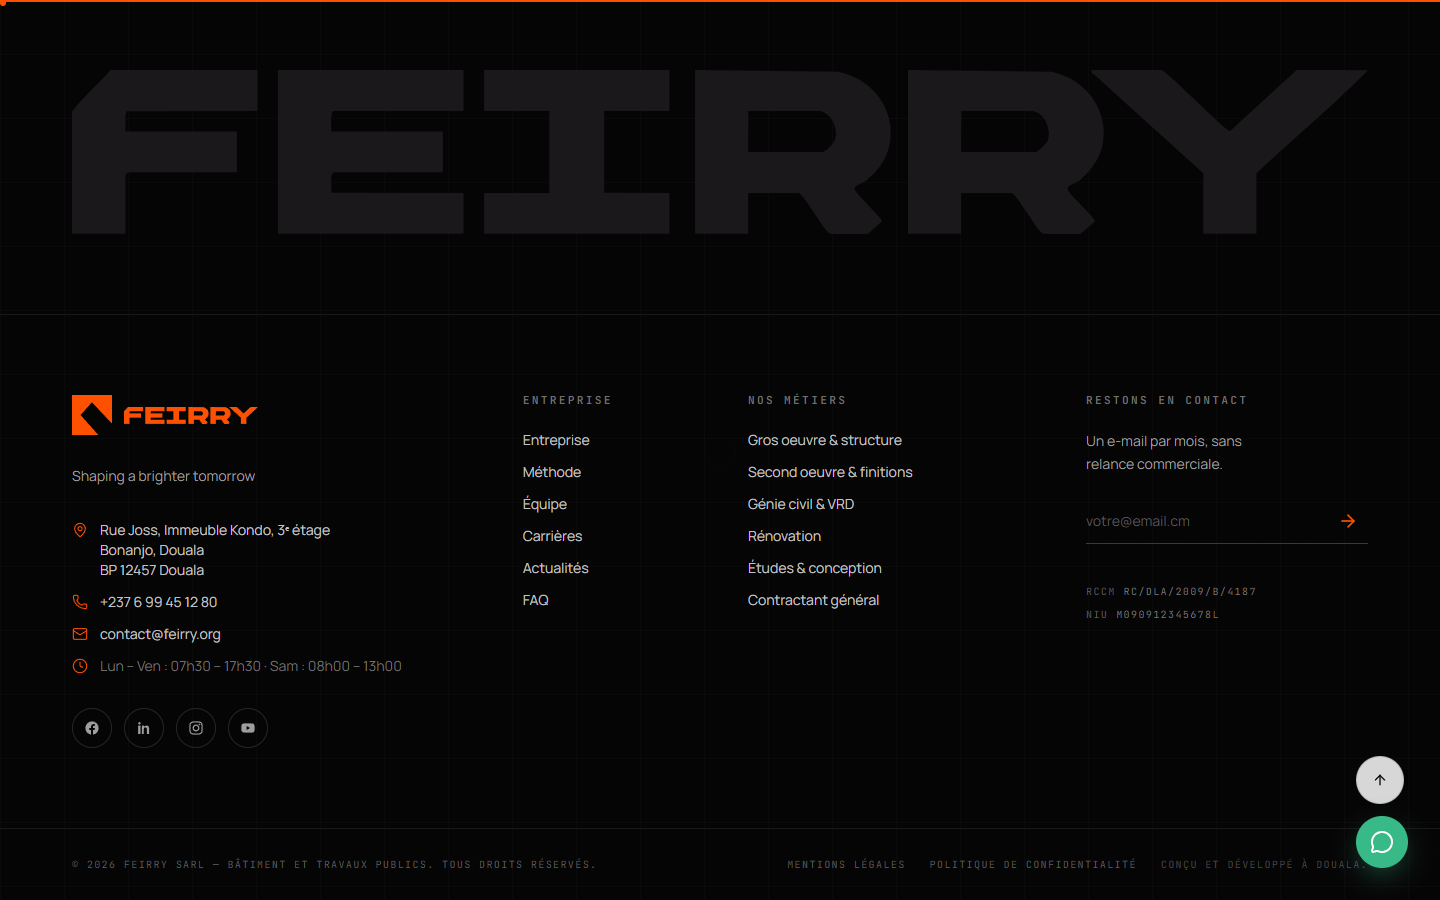 FEIRRY
FEIRRY
Shaping a brighter tomorrow
Rue Joss, Immeuble Kondo, 3ᵉ étage
Bonanjo, Douala
BP 12457 Douala
+237 6 99 45 12 80
contact@feirry.org
Lun – Ven : 07h30 – 17h30 · Sam : 08h00 – 13h00
ENTREPRISE
Entreprise
Méthode
Équipe
Carrières
Actualités
FAQ
NOS MÉTIERS
Gros oeuvre & structure
Second oeuvre & finitions
Génie civil & VRD
Rénovation
Études & conception
Contractant général
RESTONS EN CONTACT
Un e-mail par mois, sans
relance commerciale.
votre@email.cm
RCCM RC/DLA/2009/B/4187
NIU M090912345678L
© 2026 FEIRRY SARL — BÂTIMENT ET TRAVAUX PUBLICS. TOUS DROITS RÉSERVÉS.
MENTIONS LÉGALES POLITIQUE DE CONFIDENTIALITÉ CONÇU ET DÉVELOPPÉ À DOUALA.